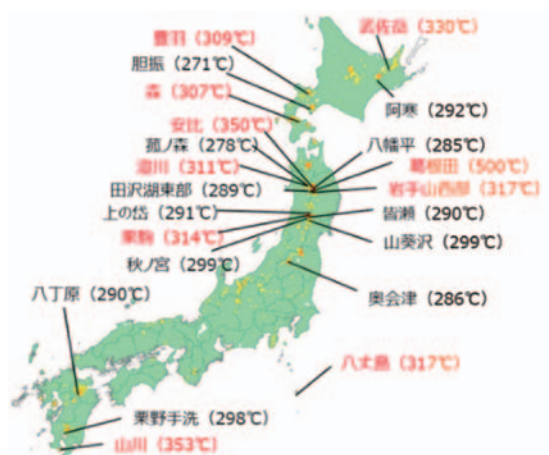 豊羽（309℃）
武佐岳（330℃）
胆振（271℃）
森（307℃）
阿寒（292℃）
安比（350℃）
菰ノ森（278℃）
八幡平（285℃）
澄川（311℃）
葛根田（500℃）
田沢湖東部（289℃）
岩手山西部（317℃）
上の岱（291℃）
皆瀬（290℃）
栗駒（314℃）
山葵沢（299℃）
秋ノ宮（299℃）
八丁原（290℃）
奥会津（286℃）
八丈島（317℃）
栗野手洗（298℃）
山川（353℃）